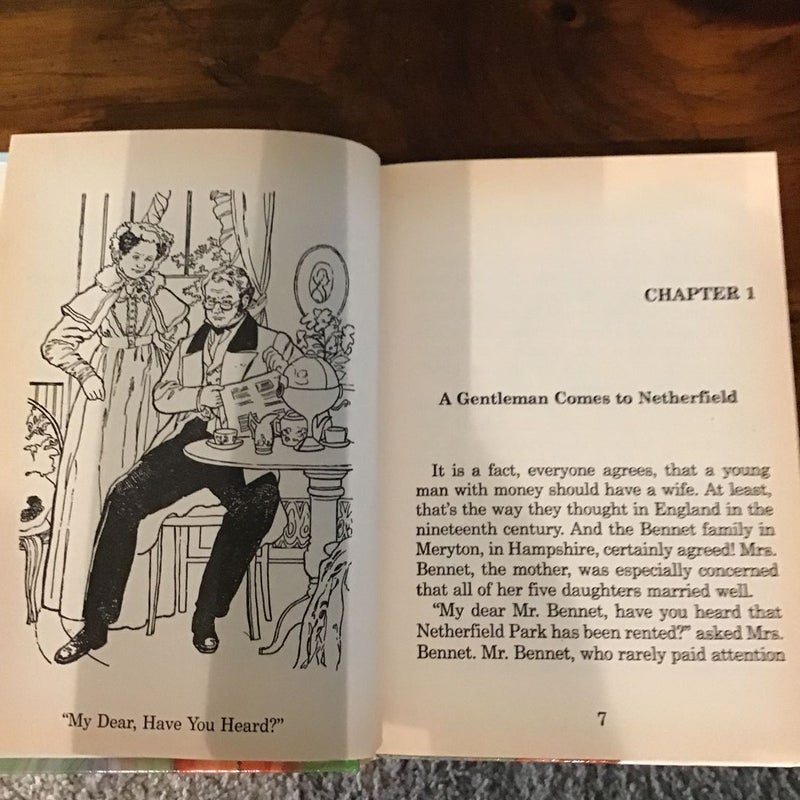 "My Dear, Have You Heard?"
CHAPTER 1
A Gentleman Comes to Netherfield
It is a fact, everyone agrees, that a young
man with money should have a wife. At least,
that's the way they thought in England in the
nineteenth century. And the Bennet family in
Meryton, in Hampshire, certainly agreed! Mrs.
Bennet, the mother, was especially concerned
that all of her five daughters married well.
"My dear Mr. Bennet, have you heard that
Netherfield Park has been rented?" asked Mrs.
Bennet. Mr. Bennet, who rarely paid attention
7